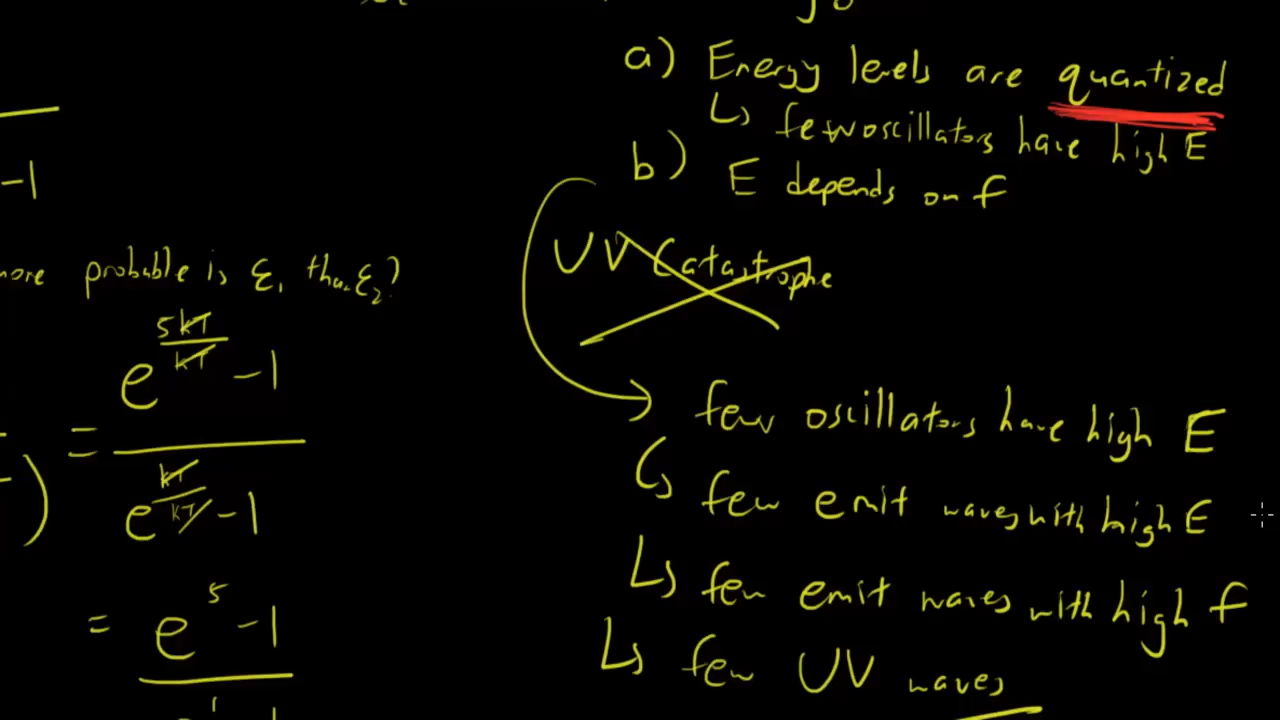 -1
more probable is ε₁ than ε₂?
5kT
kT
e -1
=
kT
kT
e -1
)
= e⁵ -1
a) Energy levels are quantized
↳ few oscillators have high E
b) E depends on f
UV Catastrophe
→ few oscillators have high E
↳ few emit waves with high E
↳ few emit waves with high f
↳ few UV waves